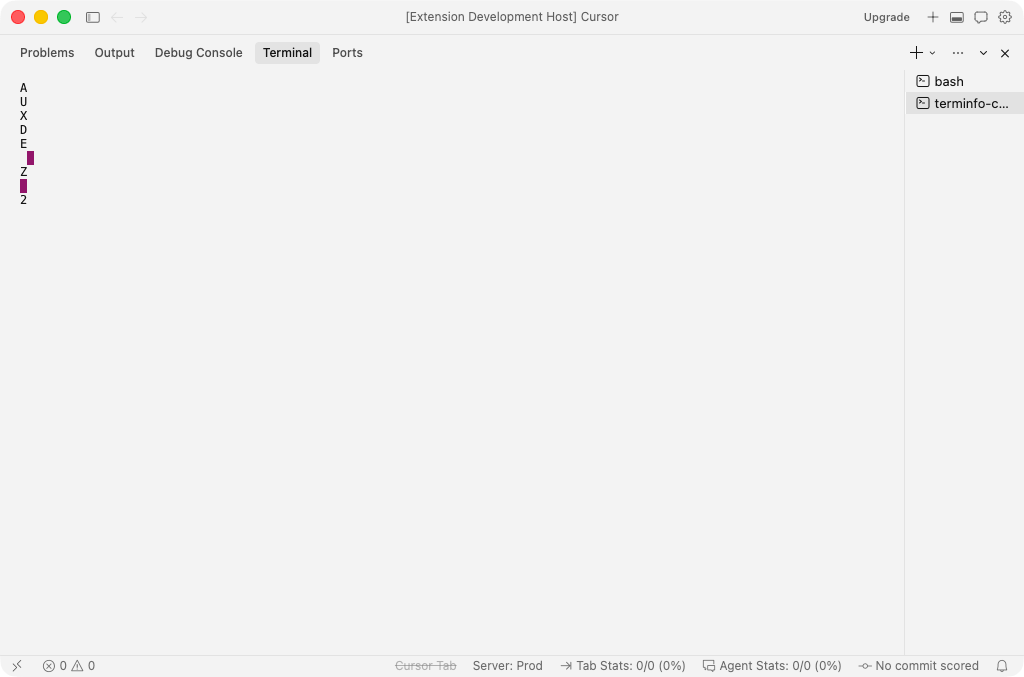 [Extension Development Host] Cursor
Upgrade
Problems Output Debug Console Terminal Ports
A
U
X
D
E
Z
2
bash
terminfo-c...
0 0 Cursor Tab Server: Prod Tab Stats: 0/0 (0%) Agent Stats: 0/0 (0%) No commit scored